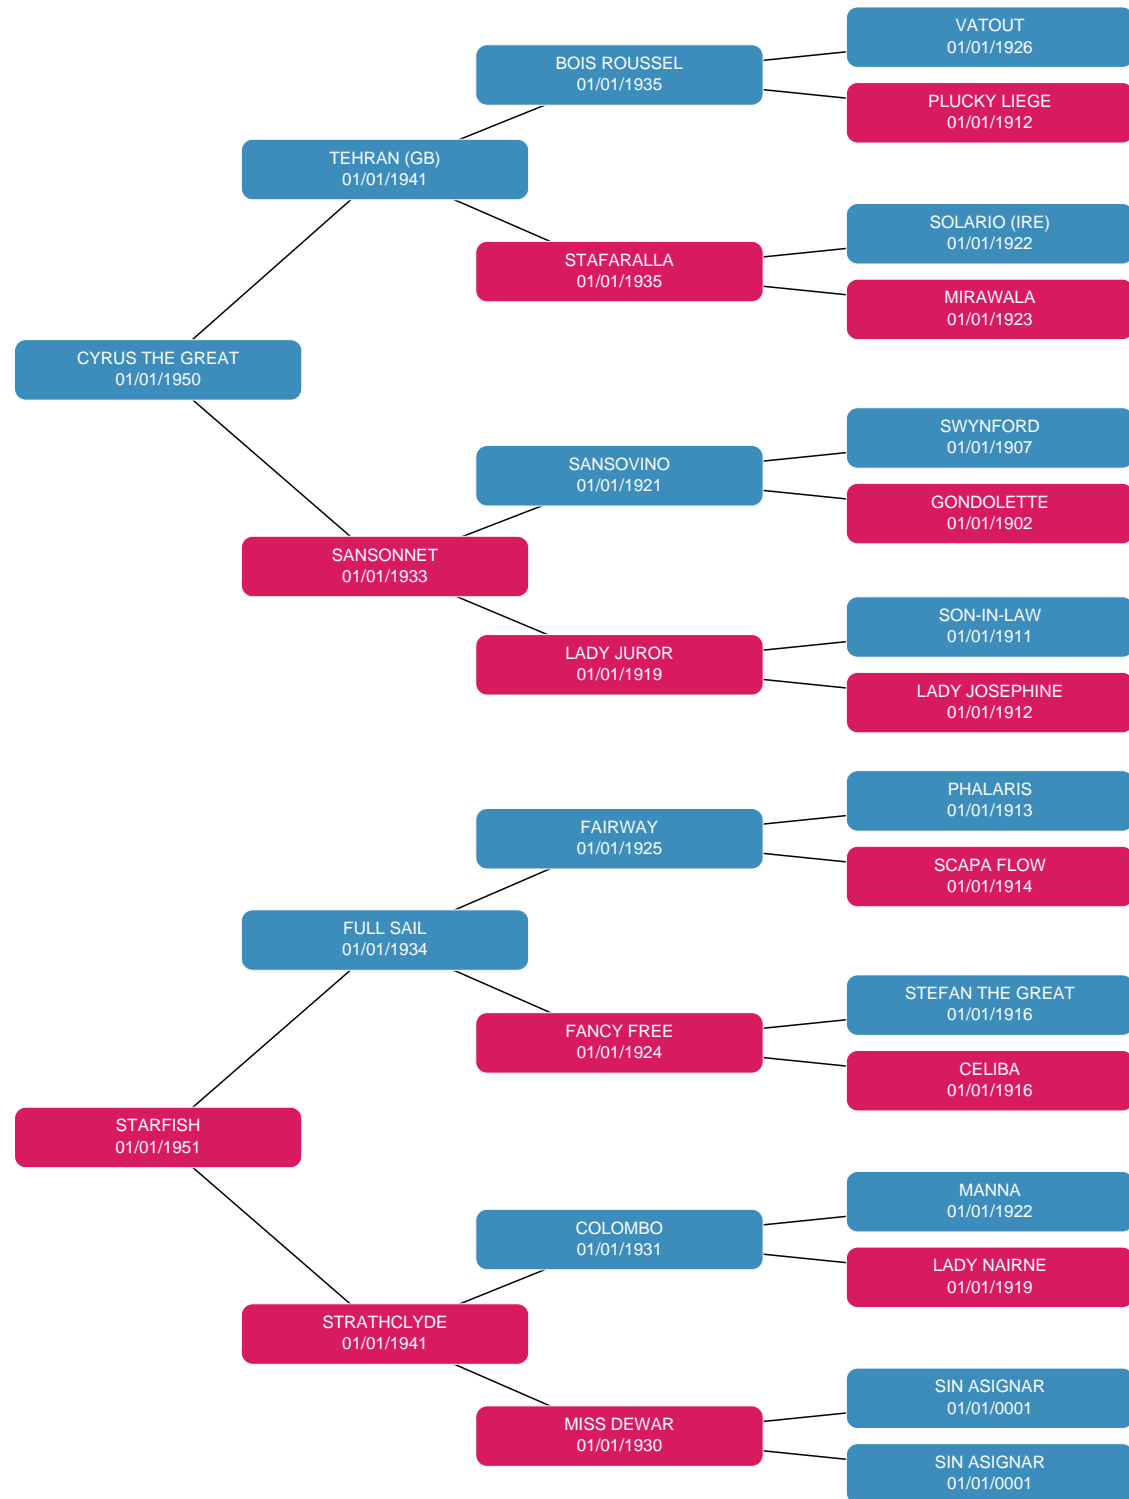 VATOUT
01/01/1926
BOIS ROUSSEL
01/01/1935
PLUCKY LIEGE
01/01/1912
TEHRAN (GB)
01/01/1941
SOLARIO (IRE)
01/01/1922
STAFARALLA
01/01/1935
MIRAWALA
01/01/1923
CYRUS THE GREAT
01/01/1950
SWYNFORD
01/01/1907
SANSOVINO
01/01/1921
GONDOLETTE
01/01/1902
SANSONNET
01/01/1933
SON-IN-LAW
01/01/1911
LADY JUROR
01/01/1919
LADY JOSEPHINE
01/01/1912
PHALARIS
01/01/1913
FAIRWAY
01/01/1925
SCAPA FLOW
01/01/1914
FULL SAIL
01/01/1934
STEFAN THE GREAT
01/01/1916
FANCY FREE
01/01/1924
CELIBA
01/01/1916
STARFISH
01/01/1951
MANNA
01/01/1922
COLOMBO
01/01/1931
LADY NAIRNE
01/01/1919
STRATHCLYDE
01/01/1941
SIN ASIGNAR
01/01/0001
MISS DEWAR
01/01/1930
SIN ASIGNAR
01/01/0001